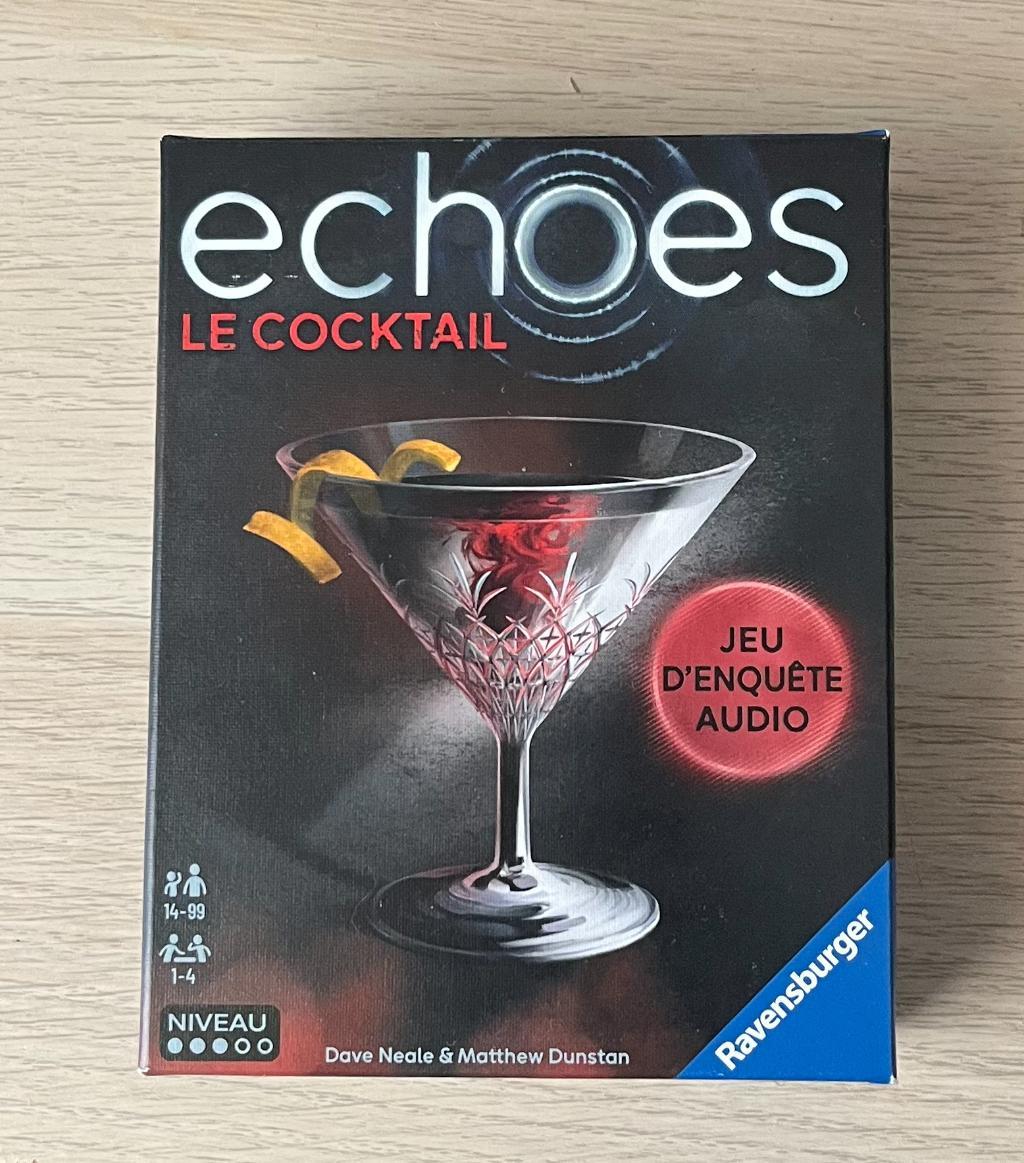 echoes
LE COCKTAIL
JEU
D'ENQUÊTE
AUDIO
14-99
1-4
NIVEAU
Dave Neale & Matthew Dunstan
Ravensburger